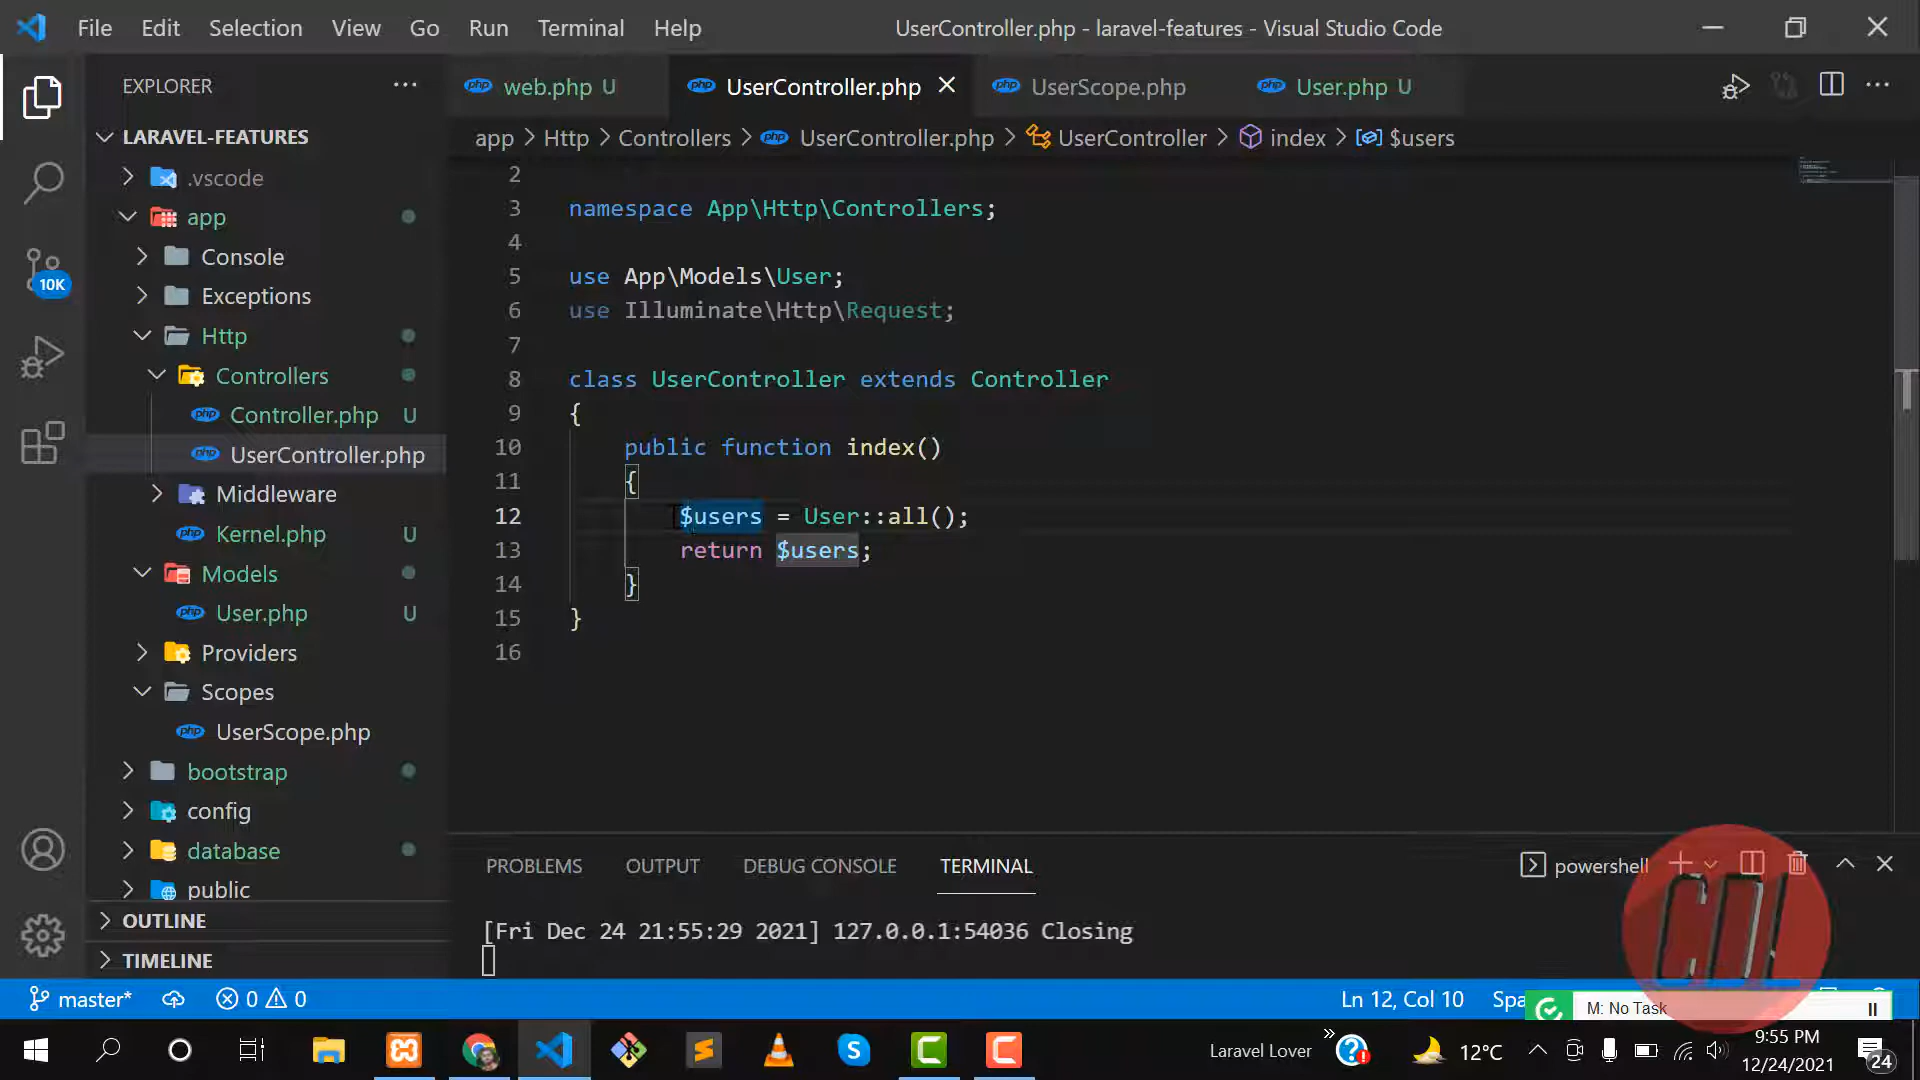 File Edit Selection View Go Run Terminal Help
UserController.php - laravel-features - Visual Studio Code
EXPLORER
LARAVEL-FEATURES
.vscode
app
Console
Exceptions
Http
Controllers
Controller.php U
UserController.php
Middleware
Kernel.php U
Models
User.php U
Providers
Scopes
UserScope.php
bootstrap
config
database
public
OUTLINE
TIMELINE
10K
web.php U
UserController.php
UserScope.php
User.php U
app > Http > Controllers > UserController.php > UserController > index > $users
2
3 namespace App\Http\Controllers;
4
5 use App\Models\User;
6 use Illuminate\Http\Request;
7
8 class UserController extends Controller
9 {
10 public function index()
11 {
12 $users = User::all();
13 return $users;
14 }
15 }
16
PROBLEMS OUTPUT DEBUG CONSOLE TERMINAL
powershell
[Fri Dec 24 21:55:29 2021] 127.0.0.1:54036 Closing
master* 0 0
Ln 12, Col 10 Spa
M: No Task
Laravel Lover
12°C
9:55 PM
12/24/2021
24